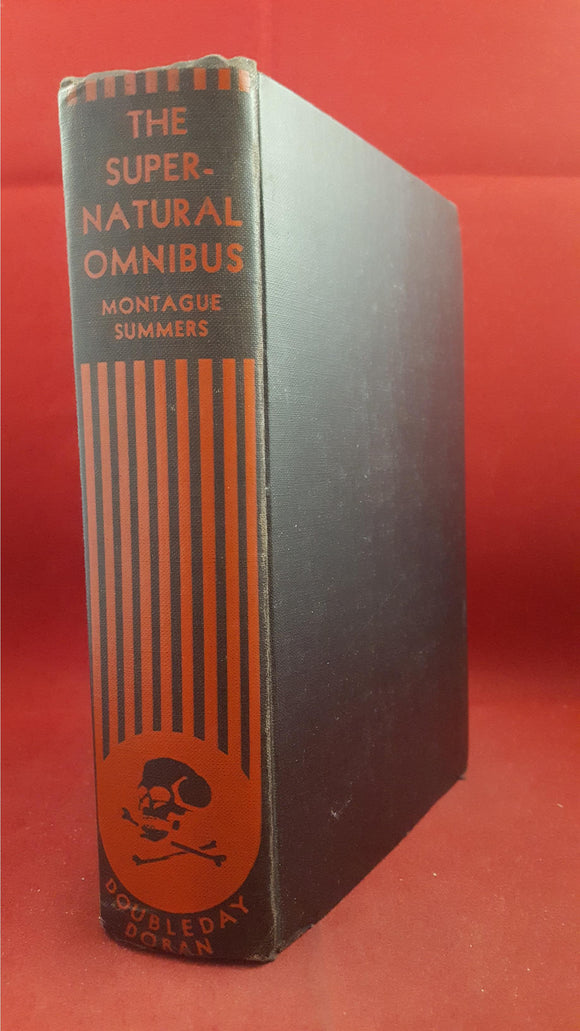 THE
SUPER-
NATURAL
OMNIBUS
MONTAGUE
SUMMERS
DOUBLEDAY
DORAN